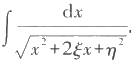 ∫ dx / √(x² + 2ξx + η²).